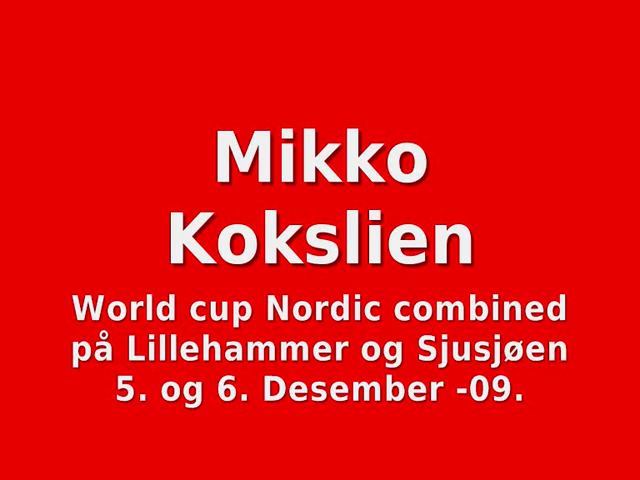 Mikko
Kokslien
World cup Nordic combined
på Lillehammer og Sjusjøen
5. og 6. Desember -09.